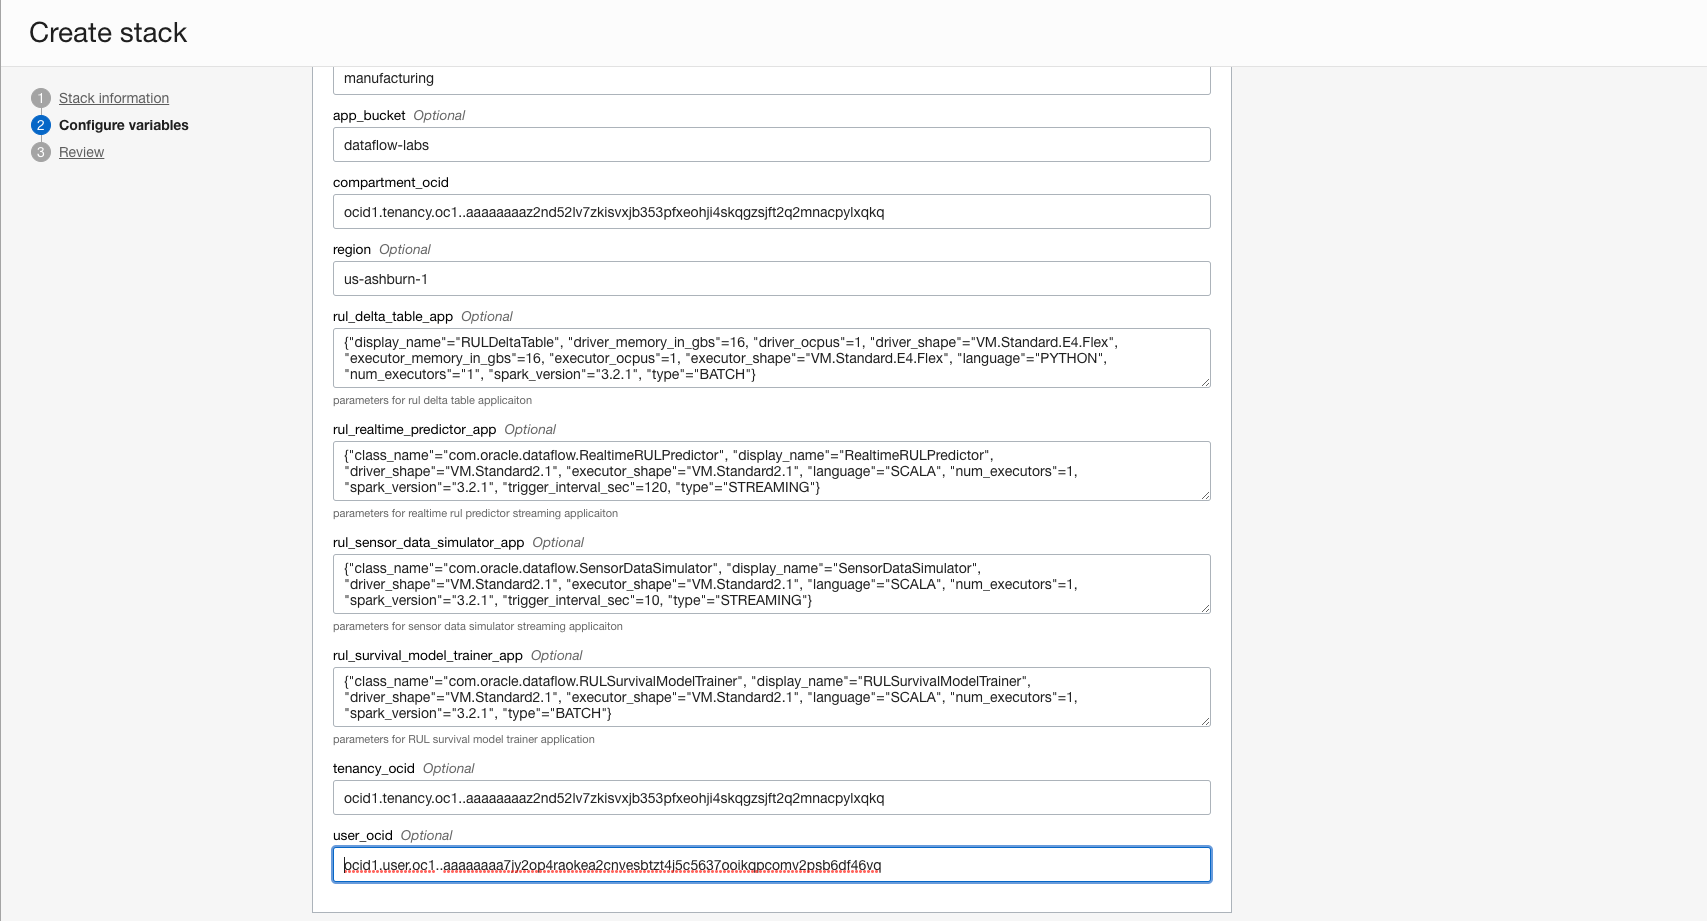 Create stack
1 Stack information
2 Configure variables
3 Review
manufacturing
app_bucket Optional
dataflow-labs
compartment_ocid
ocid1.tenancy.oc1..aaaaaaaaz2nd52lv7zkisvxjb353pfxeohji4skqgzsjft2q2mnacpylxqkq
region Optional
us-ashburn-1
rul_delta_table_app Optional
{"display_name"="RULDeltaTable", "driver_memory_in_gbs"=16, "driver_ocpus"=1, "driver_shape"="VM.Standard.E4.Flex",
"executor_memory_in_gbs"=16, "executor_ocpus"=1, "executor_shape"="VM.Standard.E4.Flex", "language"="PYTHON",
"num_executors"="1", "spark_version"="3.2.1", "type"="BATCH"}
parameters for rul delta table applicaiton
rul_realtime_predictor_app Optional
{"class_name"="com.oracle.dataflow.RealtimeRULPredictor", "display_name"="RealtimeRULPredictor",
"driver_shape"="VM.Standard2.1", "executor_shape"="VM.Standard2.1", "language"="SCALA", "num_executors"=1,
"spark_version"="3.2.1", "trigger_interval_sec"=120, "type"="STREAMING"}
parameters for realtime rul predictor streaming applicaiton
rul_sensor_data_simulator_app Optional
{"class_name"="com.oracle.dataflow.SensorDataSimulator", "display_name"="SensorDataSimulator",
"driver_shape"="VM.Standard2.1", "executor_shape"="VM.Standard2.1", "language"="SCALA", "num_executors"=1,
"spark_version"="3.2.1", "trigger_interval_sec"=10, "type"="STREAMING"}
parameters for sensor data simulator streaming applicaiton
rul_survival_model_trainer_app Optional
{"class_name"="com.oracle.dataflow.RULSurvivalModelTrainer", "display_name"="RULSurvivalModelTrainer",
"driver_shape"="VM.Standard2.1", "executor_shape"="VM.Standard2.1", "language"="SCALA", "num_executors"=1,
"spark_version"="3.2.1", "type"="BATCH"}
parameters for RUL survival model trainer application
tenancy_ocid Optional
ocid1.tenancy.oc1..aaaaaaaaz2nd52lv7zkisvxjb353pfxeohji4skqgzsjft2q2mnacpylxqkq
user_ocid Optional
ocid1.user.oc1..aaaaaaaa7jy2op4raokea2cnvesbtzt4j5c5637ooikgpcomv2psb6df46vq